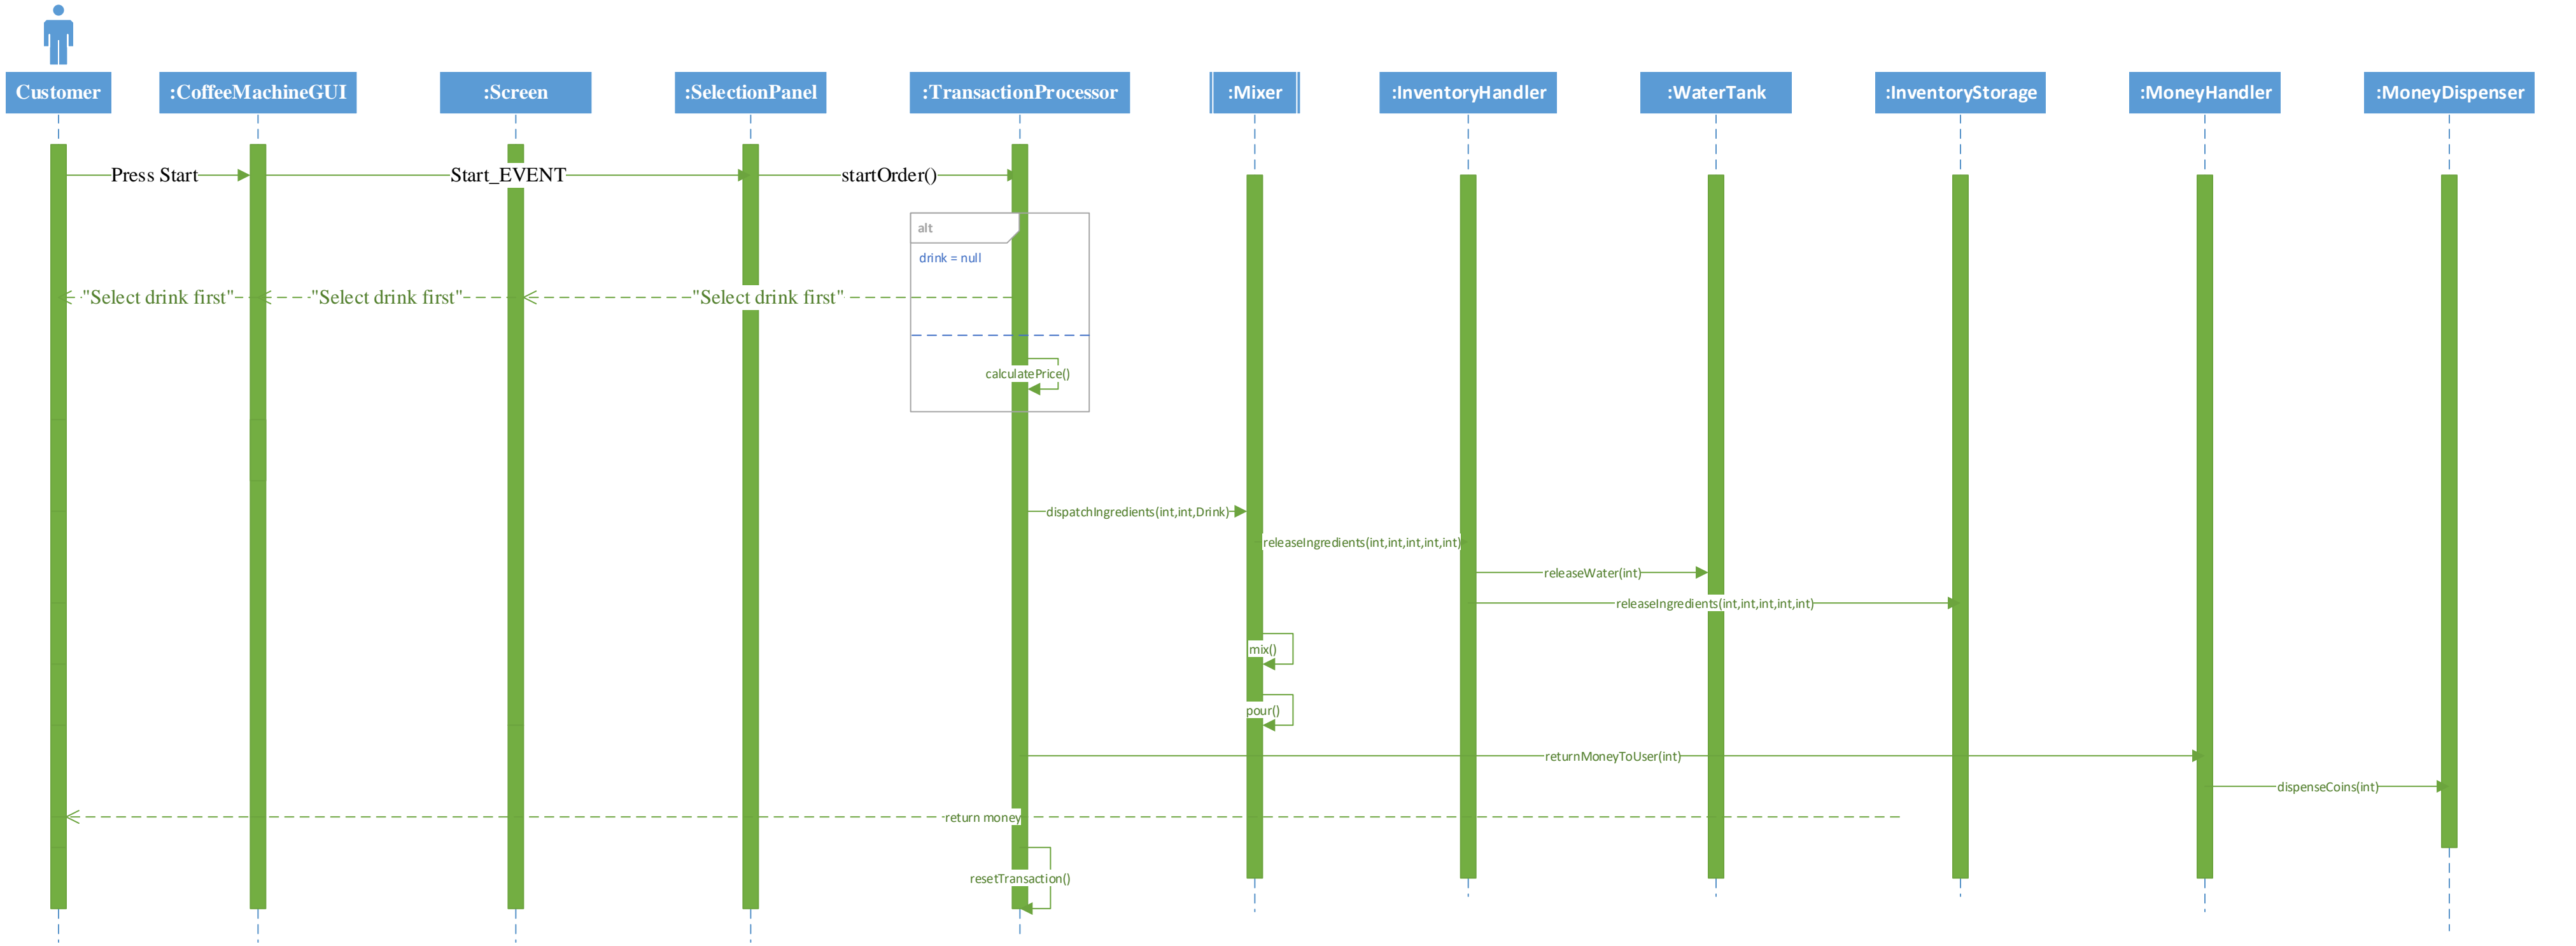 Customer
:CoffeeMachineGUI
:Screen
:SelectionPanel
:TransactionProcessor
:Mixer
:InventoryHandler
:WaterTank
:InventoryStorage
:MoneyHandler
:MoneyDispenser
Press Start
Start_EVENT
startOrder()
alt
drink = null
"Select drink first"
"Select drink first"
"Select drink first"
calculatePrice()
dispatchIngredients(int,int,Drink)
releaseIngredients(int,int,int,int,int)
releaseWater(int)
releaseIngredients(int,int,int,int,int)
mix()
pour()
returnMoneyToUser(int)
dispenseCoins(int)
return money
resetTransaction()